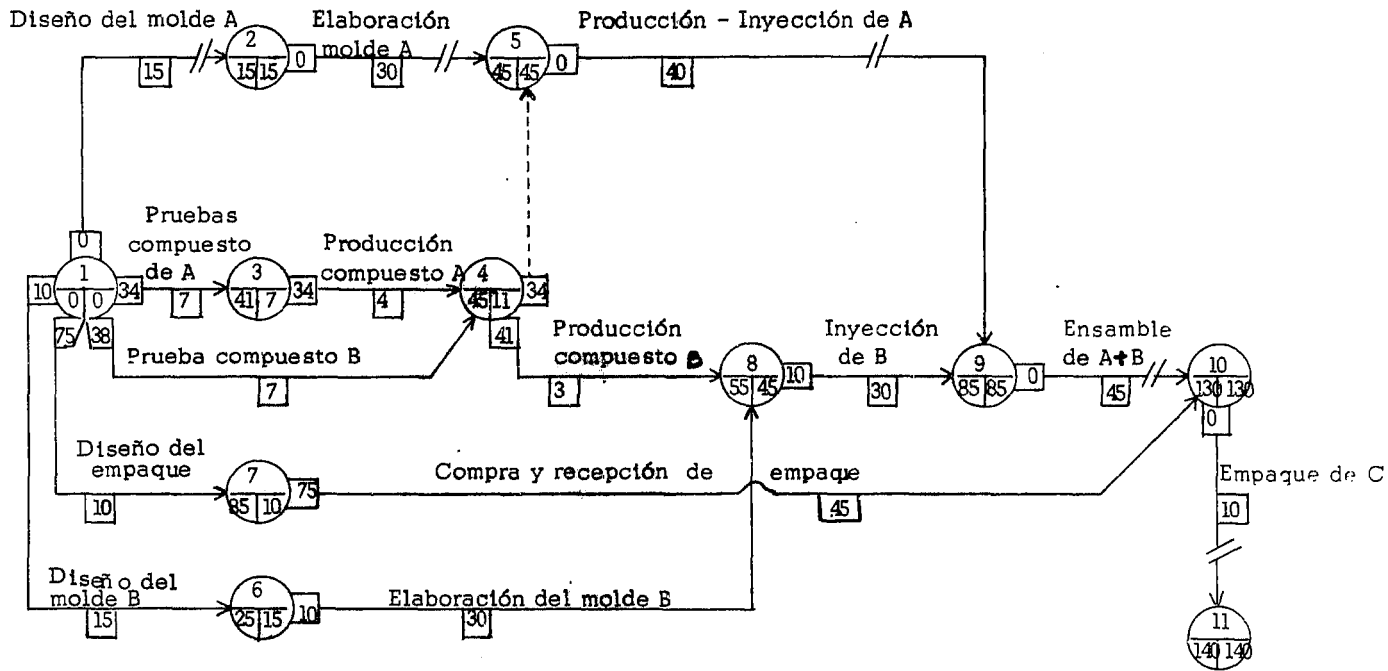 Diseño del molde A
Elaboración
molde A
Producción - Inyección de A
2
15 15
0
5
45 45
0
15
30
40
Pruebas
compuesto
de A
Producción
compuesto A
0
1
0 0
10
34
7
3
41 7
34
4
4
45 11
34
75 38
41
Prueba compuesto B
7
Producción
compuesto B
3
8
55 45
10
Inyección
de B
30
9
85 85
0
Ensamble
de A+B
45
10
130 130
0
Diseño del
empaque
10
7
85 10
75
Compra y recepción de empaque
45
Empaque de C
10
Diseño del
molde B
15
6
25 15
10
Elaboración del molde B
30
11
140 140